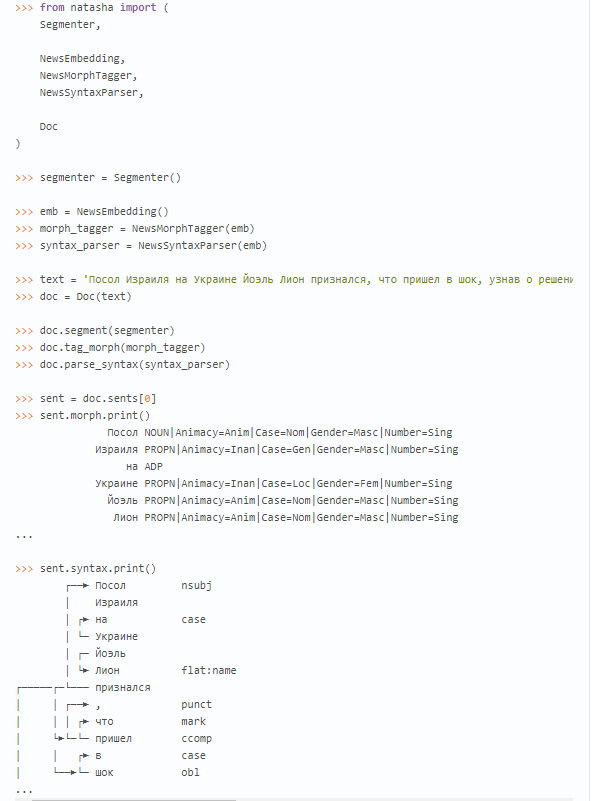 >>> from natasha import (
    Segmenter,

    NewsEmbedding,
    NewsMorphTagger,
    NewsSyntaxParser,

    Doc
)

>>> segmenter = Segmenter()

>>> emb = NewsEmbedding()
>>> morph_tagger = NewsMorphTagger(emb)
>>> syntax_parser = NewsSyntaxParser(emb)

>>> text = 'Посол Израиля на Украине Йоэль Лион признался, что пришел в шок, узнав о решени
>>> doc = Doc(text)

>>> doc.segment(segmenter)
>>> doc.tag_morph(morph_tagger)
>>> doc.parse_syntax(syntax_parser)

>>> sent = doc.sents[0]
>>> sent.morph.print()
               Посол NOUN|Animacy=Anim|Case=Nom|Gender=Masc|Number=Sing
             Израиля PROPN|Animacy=Inan|Case=Gen|Gender=Masc|Number=Sing
                  на ADP
             Украине PROPN|Animacy=Inan|Case=Loc|Gender=Fem|Number=Sing
               Йоэль PROPN|Animacy=Anim|Case=Nom|Gender=Masc|Number=Sing
                Лион PROPN|Animacy=Anim|Case=Nom|Gender=Masc|Number=Sing
...

>>> sent.syntax.print()
        ┌──► Посол         nsubj
        │    Израиля
        │ ┌► на            case
        │ └─ Украине
        │ ┌─ Йоэль
        │ └► Лион          flat:name
┌─────┌─└─── признался
│     │ ┌──► ,             punct
│     │ │ ┌► что           mark
│     └►└─└─ пришел        ccomp
│     │   ┌► в             case
│     └──►└─ шок           obl
...